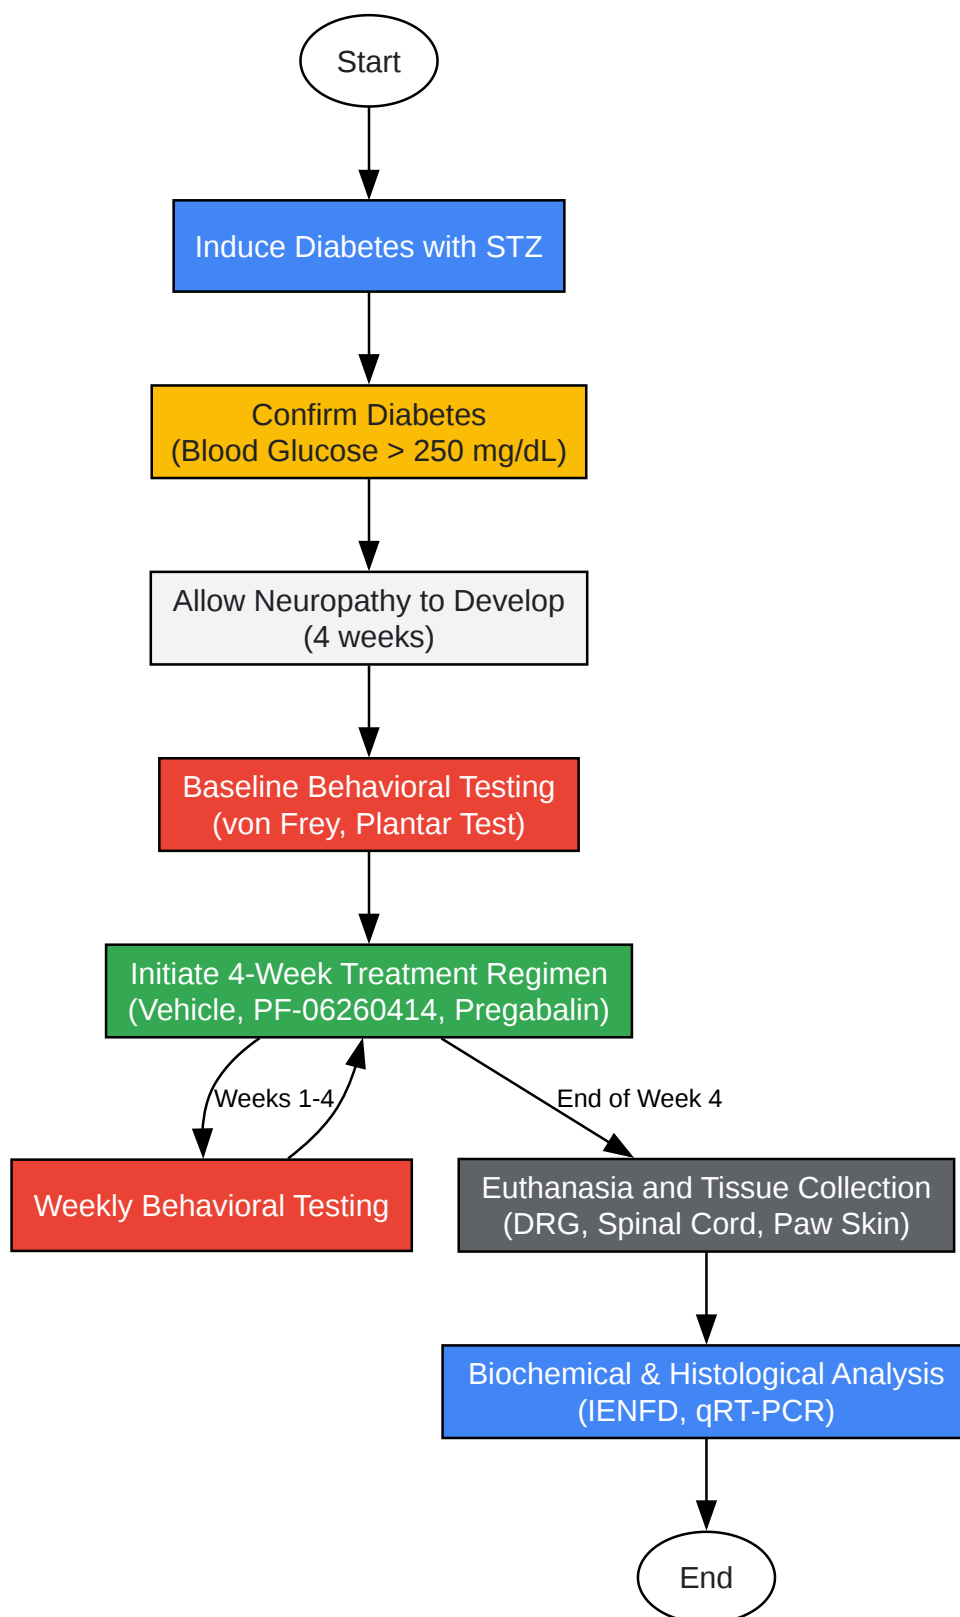 Start
Induce Diabetes with STZ
Confirm Diabetes
(Blood Glucose > 250 mg/dL)
Allow Neuropathy to Develop
(4 weeks)
Baseline Behavioral Testing
(von Frey, Plantar Test)
Initiate 4-Week Treatment Regimen
(Vehicle, PF-06260414, Pregabalin)
Weeks 1-4
End of Week 4
Weekly Behavioral Testing
Euthanasia and Tissue Collection
(DRG, Spinal Cord, Paw Skin)
Biochemical & Histological Analysis
(IENFD, qRT-PCR)
End